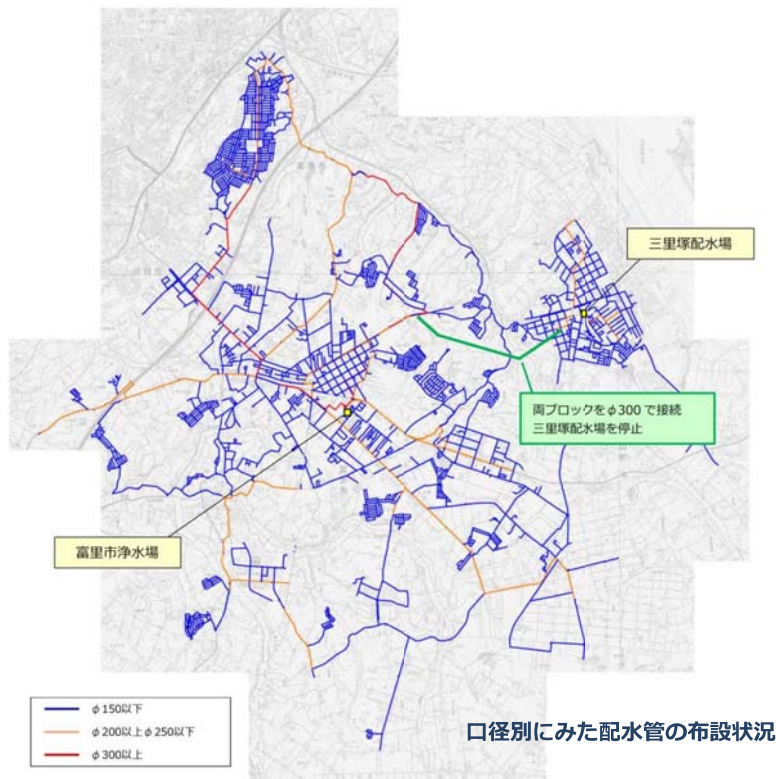 三里塚配水場
両ブロックをφ300 で接続
三里塚配水場を停止
富里市浄水場
φ150以下
φ200以上φ250以下
φ300以上
口径別にみた配水管の布設状況